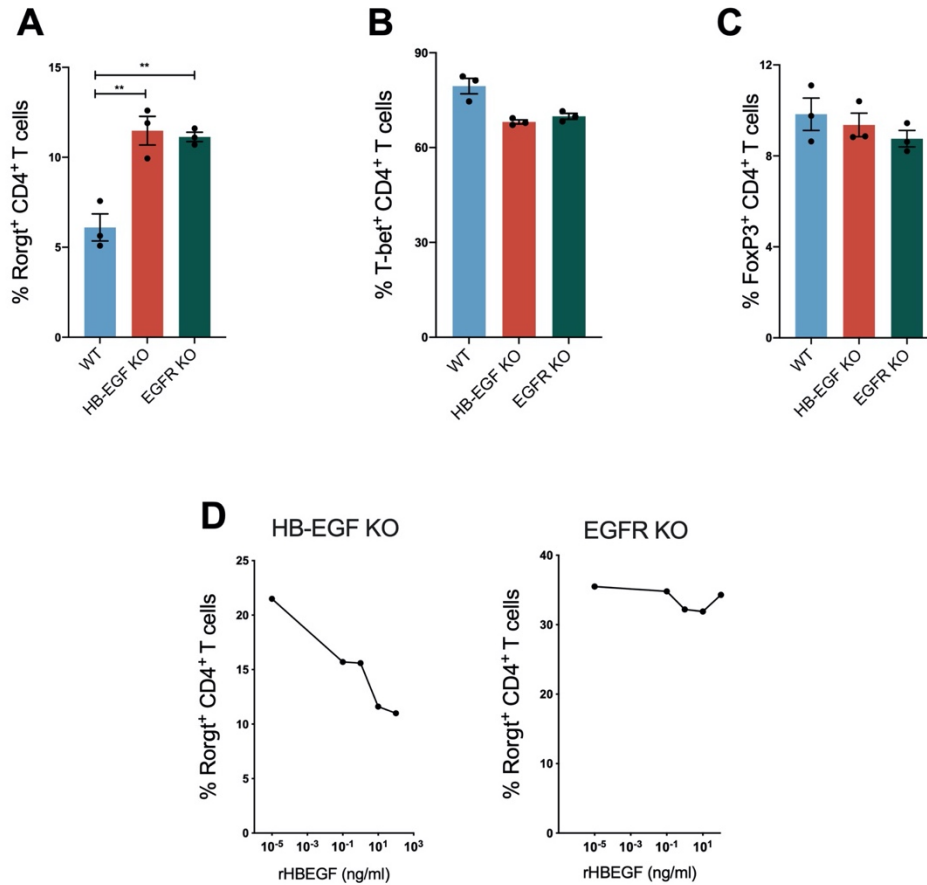 A
% Rorgt⁺ CD4⁺ T cells
15
10
5
0
**
**
WT
HB-EGF KO
EGFR KO
B
% T-bet⁺ CD4⁺ T cells
90
60
30
0
WT
HB-EGF KO
EGFR KO
C
% FoxP3⁺ CD4⁺ T cells
12
8
4
0
WT
HB-EGF KO
EGFR KO
D
HB-EGF KO
% Rorgt⁺ CD4⁺ T cells
25
20
15
10
5
0
10⁻⁵ 10⁻³ 10⁻¹ 10¹ 10³
rHBEGF (ng/ml)
EGFR KO
% Rorgt⁺ CD4⁺ T cells
40
30
20
10
0
10⁻⁵ 10⁻³ 10⁻¹ 10¹
rHBEGF (ng/ml)